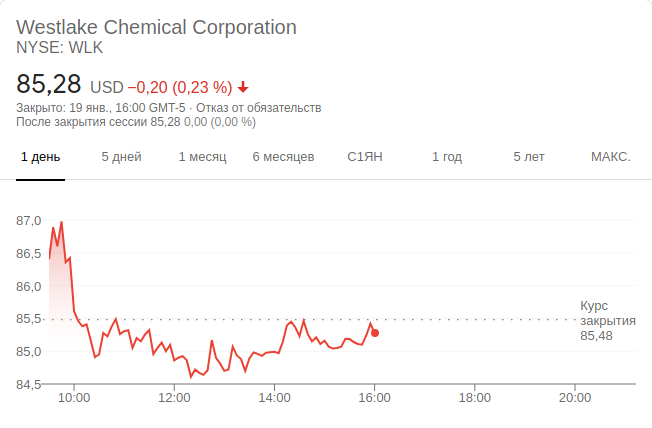 Westlake Chemical Corporation
NYSE: WLK
85,28 USD −0,20 (0,23 %)
Закрыто: 19 янв., 16:00 GMT-5 · Отказ от обязательств
После закрытия сессии 85,28 0,00 (0,00 %)
1 день 5 дней 1 месяц 6 месяцев С1ЯН 1 год 5 лет МАКС.
87,0
86,5
86,0
85,5
85,0
84,5
Курс
закрытия
85,48
10:00 12:00 14:00 16:00 18:00 20:00